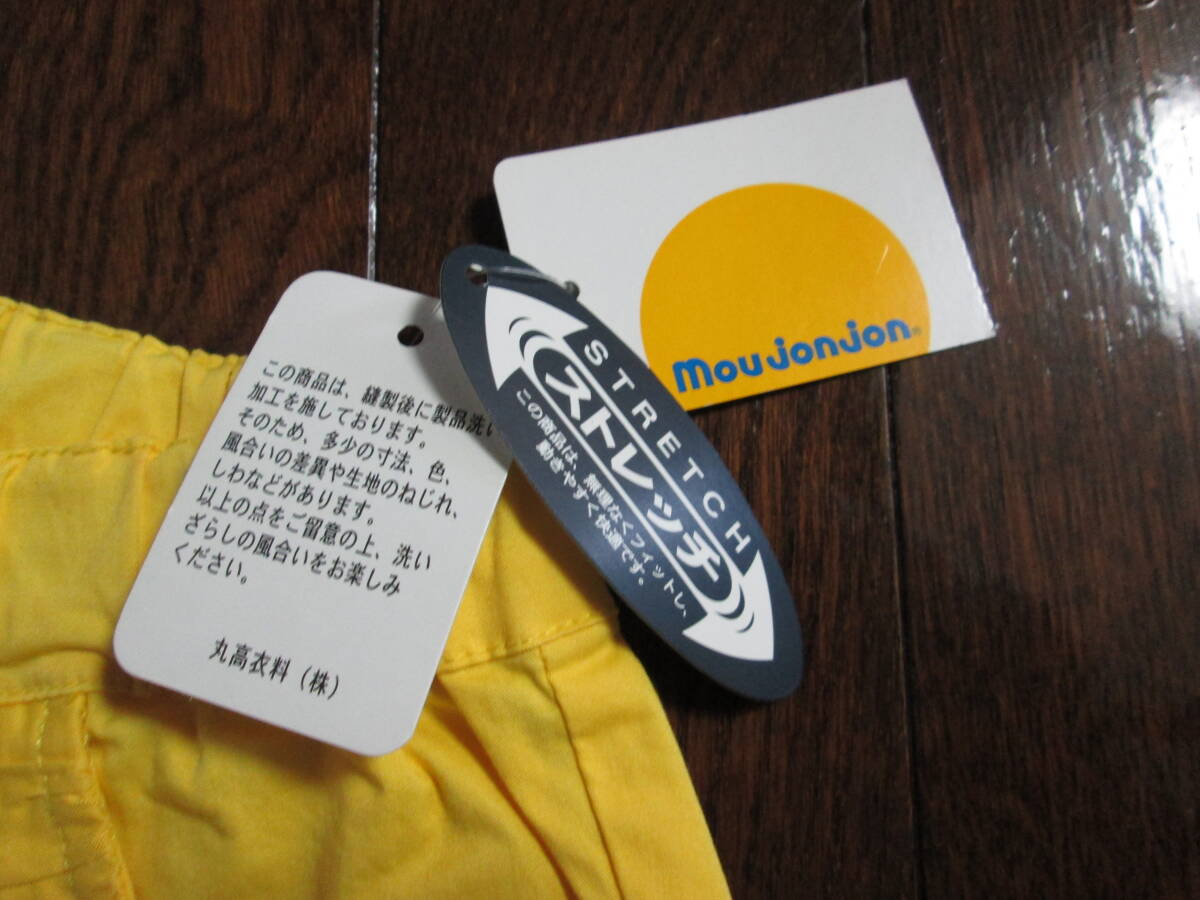 この商品は、縫製後に製品洗い
加工を施しております。
そのため、多少の寸法、色、
風合いの差異や生地のねじれ、
しわなどがあります。
以上の点をご留意の上、洗い
ざらしの風合いをお楽しみ
ください。
丸高衣料（株）
STRETCH
ストレッチ
この商品は、無理なくフィットし、
動きやすく快適です。
Moujonjon®